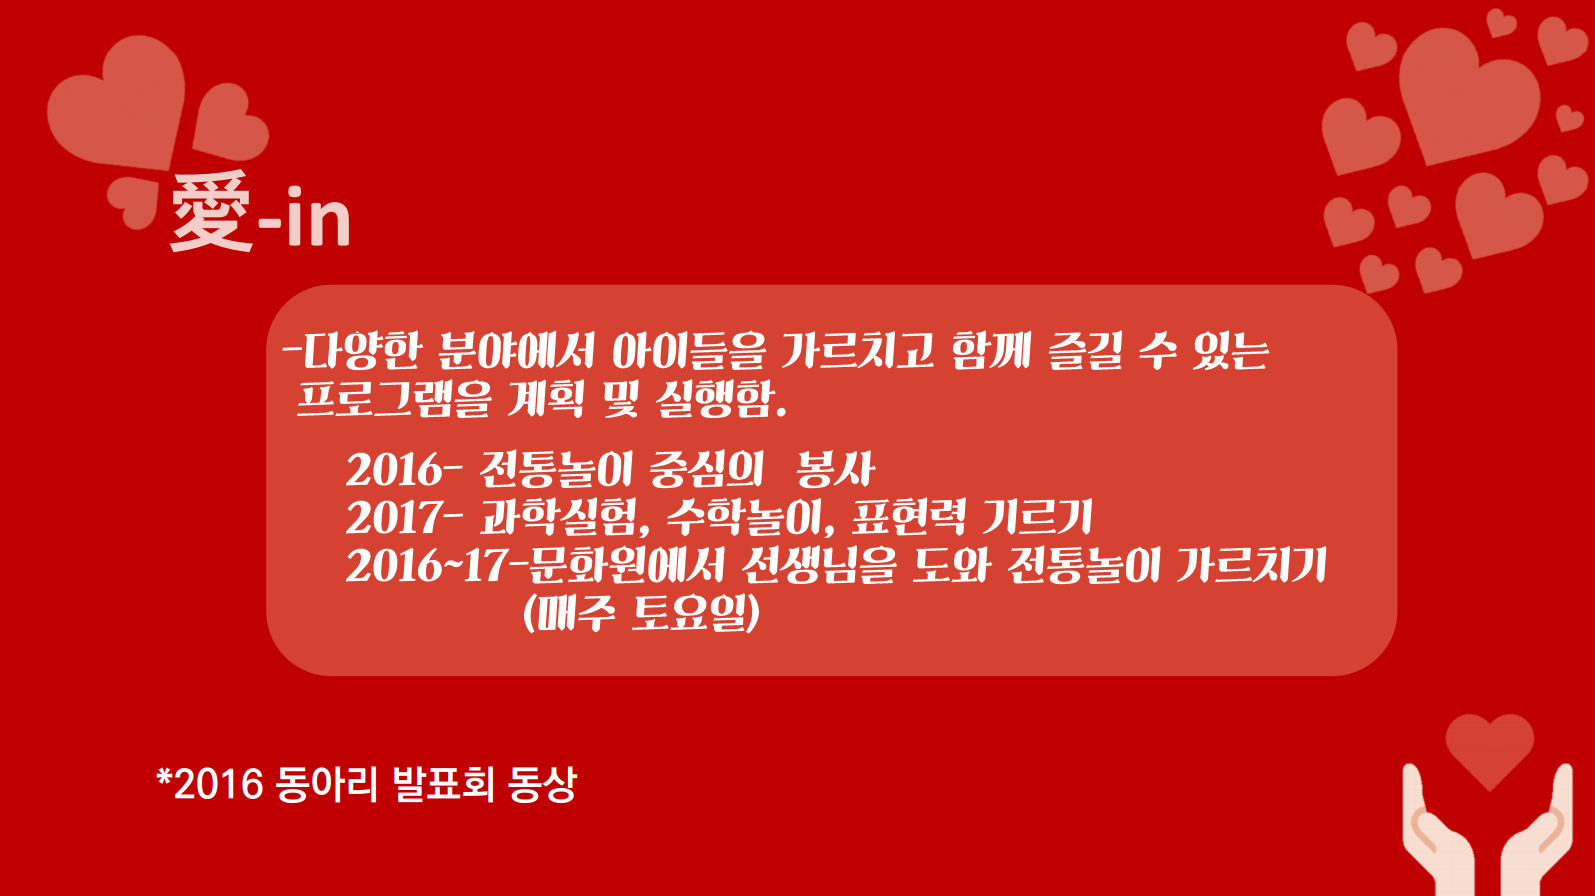 愛-in
-다양한 분야에서 아이들을 가르치고 함께 즐길 수 있는
프로그램을 계획 및 실행함.
2016- 전통놀이 중심의 봉사
2017- 과학실험, 수학놀이, 표현력 기르기
2016~17-문화원에서 선생님을 도와 전통놀이 가르치기
(매주 토요일)
*2016 동아리 발표회 동상